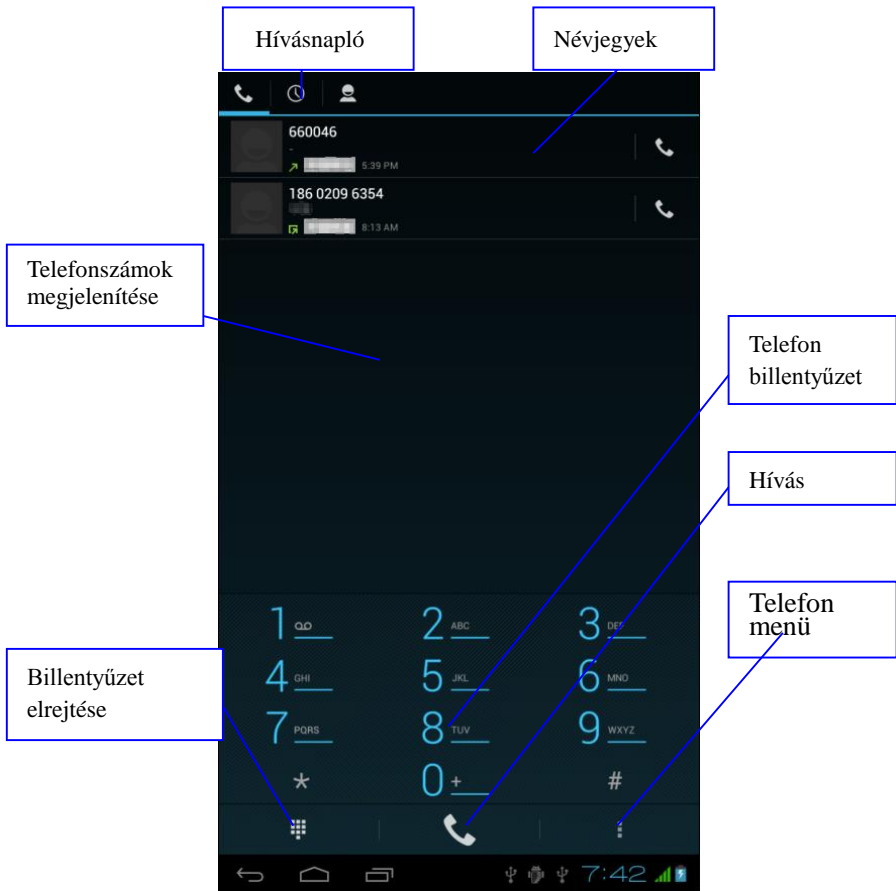 Hívásnapló
Névjegyek
660046
-
5:39 PM
186 0209 6354
8:13 AM
Telefonszámok
megjelenítése
Telefon
billentyűzet
Hívás
Telefon
menü
Billentyűzet
elrejtése
1
2 ABC
3 DEF
4 GHI
5 JKL
6 MNO
7 PQRS
8 TUV
9 WXYZ
*
0 +
#
7:42